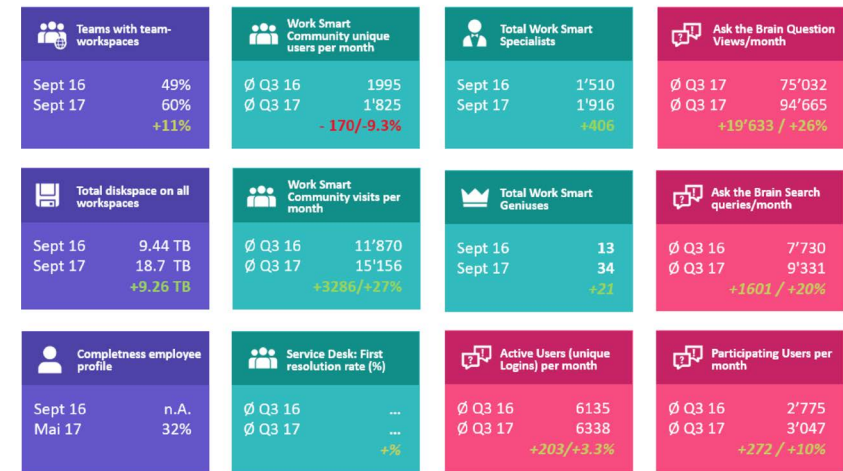 Teams with team-
workspaces
Sept 16 49%
Sept 17 60%
+11%
Work Smart
Community unique
users per month
Ø Q3 16 1995
Ø Q3 17 1'825
- 170/-9.3%
Total Work Smart
Specialists
Sept 16 1’510
Sept 17 1'916
+406
Ask the Brain Question
Views/month
Ø Q3 17 75’032
Ø Q3 17 94’665
+19’633 / +26%
Total diskspace on all
workspaces
Sept 16 9.44 TB
Sept 17 18.7 TB
+9.26 TB
Work Smart
Community visits per
month
Ø Q3 16 11’870
Ø Q3 17 15'156
+3286/+27%
Total Work Smart
Geniuses
Sept 16 13
Sept 17 34
+21
Ask the Brain Search
queries/month
Ø Q3 16 7’730
Ø Q3 17 9'331
+1601 / +20%
Completness employee
profile
Sept 16 n.A.
Mai 17 32%
Service Desk: First
resolution rate (%)
Ø Q3 16 ...
Ø Q3 17 ...
+%
Active Users (unique
Logins) per month
Ø Q3 16 6135
Ø Q3 17 6338
+203/+3.3%
Participating Users per
month
Ø Q3 16 2’775
Ø Q3 17 3’047
+272 / +10%